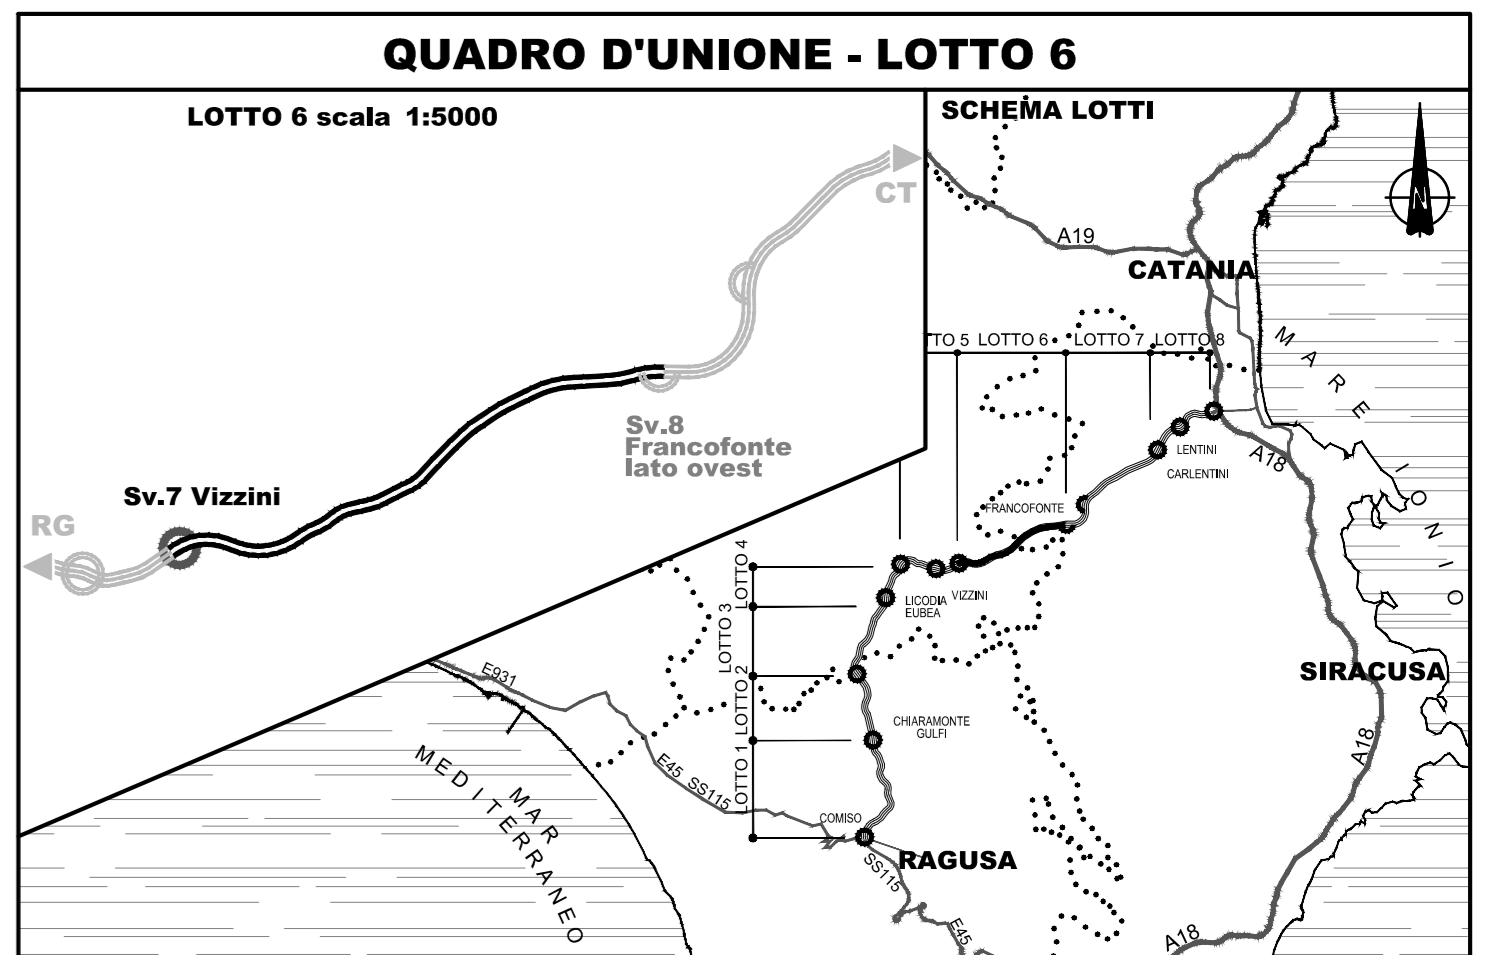 QUADRO D'UNIONE - LOTTO 6
LOTTO 6 scala 1:5000
SCHEMA LOTTI
CT
N
A19
CATANIA
TTO 5 LOTTO 6 LOTTO 7 LOTTO 8
MARE
IONIO
Sv.8
Francofonte
lato ovest
LENTINI
CARLENTINI
A18
Sv.7 Vizzini
RG
FRANCOFONTE
LOTTO 4
LOTTO 3
LOTTO 2
LOTTO 1
LICODIA
EUBEA
VIZZINI
E931
SIRACUSA
CHIARAMONTE
GULFI
A18
E45 SS115
MAR
MEDITERRANEO
COMISO
RAGUSA
SS115
E45
A18